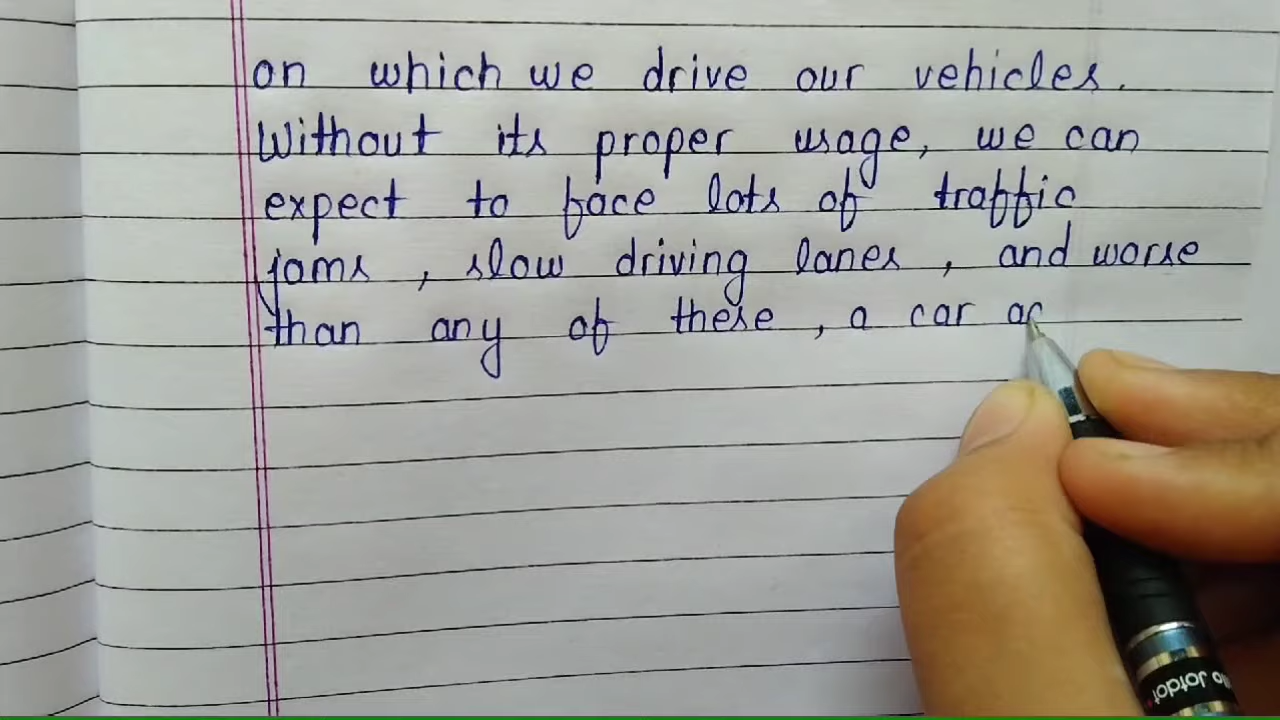 on which we drive our vehicles.
Without its proper usage, we can
expect to face lots of traffic
jams , slow driving lanes , and worse
than any of these , a car ac
Jotdot